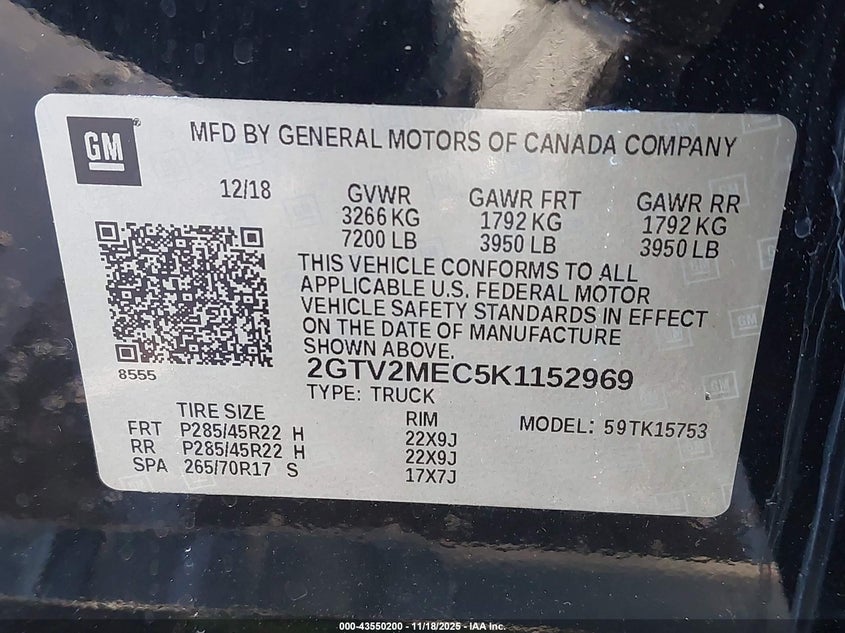 GM
MFD BY GENERAL MOTORS OF CANADA COMPANY
12/18 GVWR GAWR FRT GAWR RR
3266 KG 1792 KG 1792 KG
7200 LB 3950 LB 3950 LB
THIS VEHICLE CONFORMS TO ALL
APPLICABLE U.S. FEDERAL MOTOR
VEHICLE SAFETY STANDARDS IN EFFECT
ON THE DATE OF MANUFACTURE
SHOWN ABOVE.
8555
2GTV2MEC5K1152969
TYPE: TRUCK
TIRE SIZE RIM MODEL: 59TK15753
FRT P285/45R22 H 22X9J
RR P285/45R22 H 22X9J
SPA 265/70R17 S 17X7J
000-43550200 - 11/18/2025 - IAA Inc.